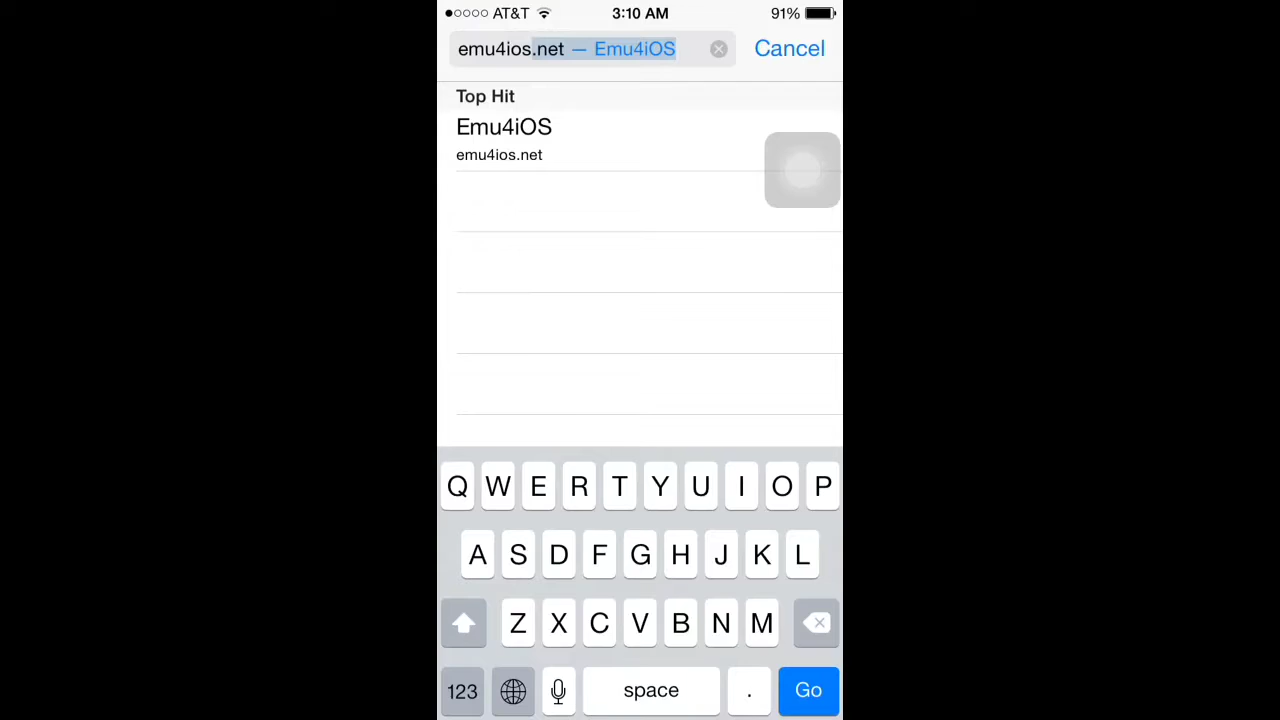 AT&T 3:10 AM 91%
emu4ios.net — Emu4iOS Cancel
Top Hit
Emu4iOS
emu4ios.net
Q W E R T Y U I O P
A S D F G H J K L
Z X C V B N M
123 space . Go